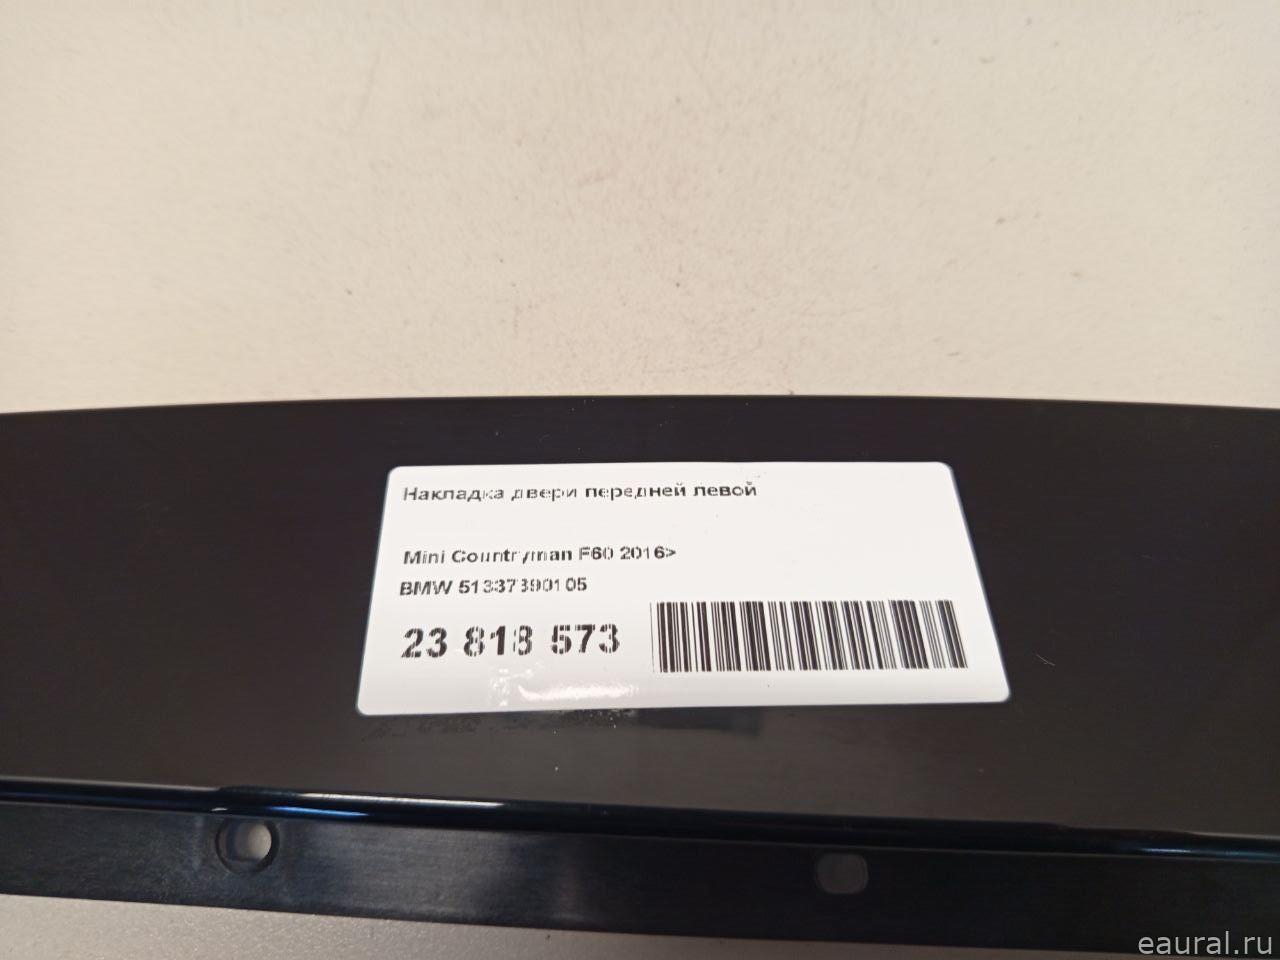 Накладка двери передней левой
Mini Countryman F60 2016>
BMW 51337390105
23 818 573
eaural.ru